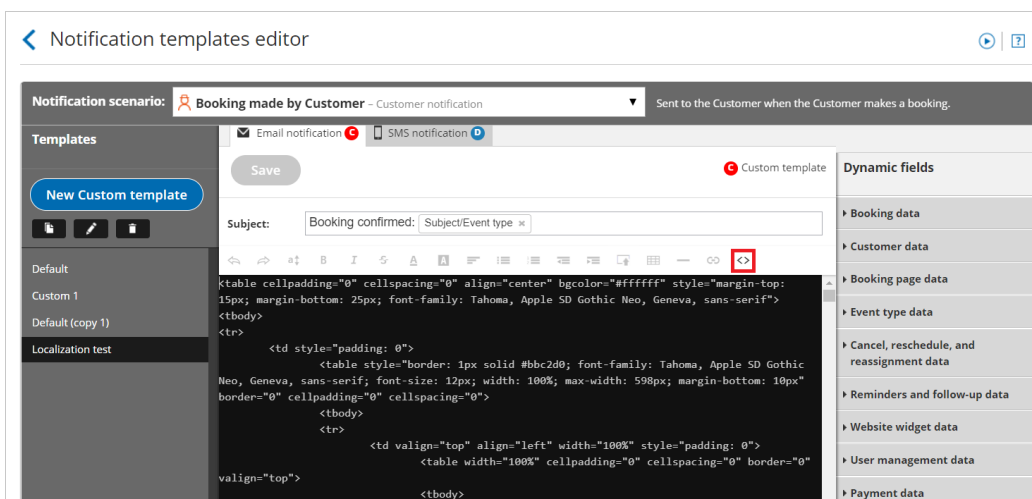 Notification templates editor
?
Notification scenario: Booking made by Customer – Customer notification ▼ Sent to the Customer when the Customer makes a booking.
Templates
Email notification C SMS notification D
Save
C Custom template
Dynamic fields
New Custom template
Subject: Booking confirmed: Subject/Event type ×
Default
Custom 1
Default (copy 1)
Localization test
B I S A A <>
<table cellpadding="0" cellspacing="0" align="center" bgcolor="#ffffff" style="margin-top:
15px; margin-bottom: 25px; font-family: Tahoma, Apple SD Gothic Neo, Geneva, sans-serif">
<tbody>
<tr>
<td style="padding: 0">
<table style="border: 1px solid #bbc2d0; font-family: Tahoma, Apple SD Gothic
Neo, Geneva, sans-serif; font-size: 12px; width: 100%; max-width: 598px; margin-bottom: 10px"
border="0" cellpadding="0" cellspacing="0">
<tbody>
<tr>
<td valign="top" align="left" width="100%" style="padding: 0">
<table width="100%" cellpadding="0" cellspacing="0" border="0"
valign="top">
<tbody>
Booking data
Customer data
Booking page data
Event type data
Cancel, reschedule, and
reassignment data
Reminders and follow-up data
Website widget data
User management data
Payment data